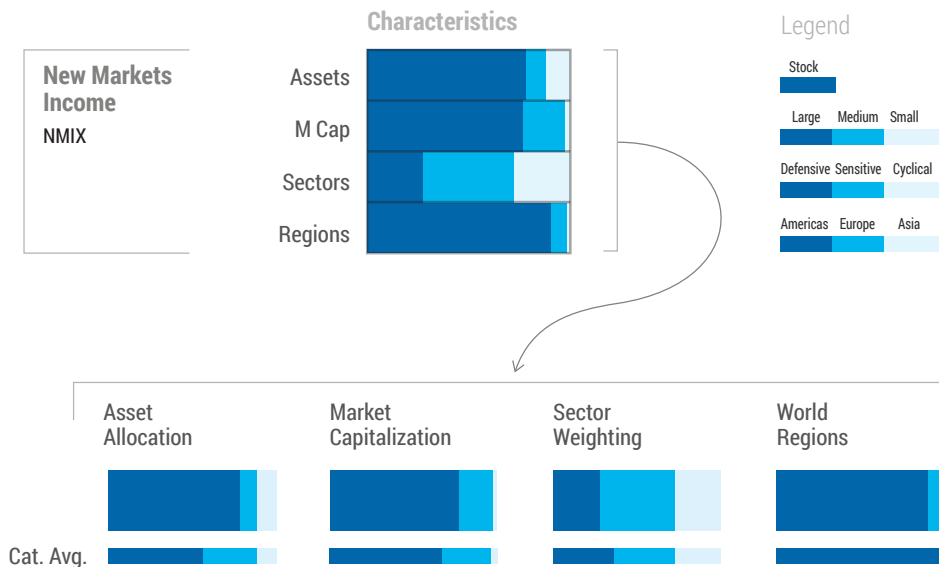 Characteristics
Legend
New Markets
Income
NMIX
Assets
M Cap
Sectors
Regions
Stock
Large Medium Small
Defensive Sensitive Cyclical
Americas Europe Asia
Asset
Allocation
Market
Capitalization
Sector
Weighting
World
Regions
Cat. Avg.